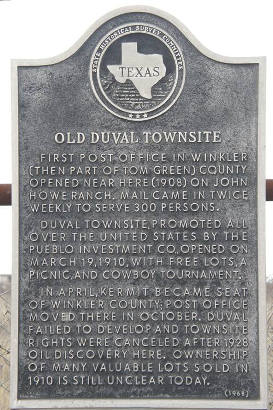 STATE HISTORICAL SURVEY COMMITTEE
TEXAS
OLD DUVAL TOWNSITE
FIRST POST OFFICE IN WINKLER
(THEN PART OF TOM GREEN) COUNTY
OPENED NEAR HERE (1908) ON JOHN
HOWE RANCH. MAIL CAME IN TWICE
WEEKLY TO SERVE 300 PERSONS.
DUVAL TOWNSITE, PROMOTED ALL
OVER THE UNITED STATES BY THE
PUEBLO INVESTMENT CO, OPENED ON
MARCH 19, 1910, WITH FREE LOTS, A
PICNIC, AND COWBOY TOURNAMENT.
IN APRIL, KERMIT BECAME SEAT
OF WINKLER COUNTY; POST OFFICE
MOVED THERE IN OCTOBER. DUVAL
FAILED TO DEVELOP AND TOWNSITE
RIGHTS WERE CANCELED AFTER 1928
OIL DISCOVERY HERE. OWNERSHIP
OF MANY VALUABLE LOTS SOLD IN
1910 IS STILL UNCLEAR TODAY.
(1968)